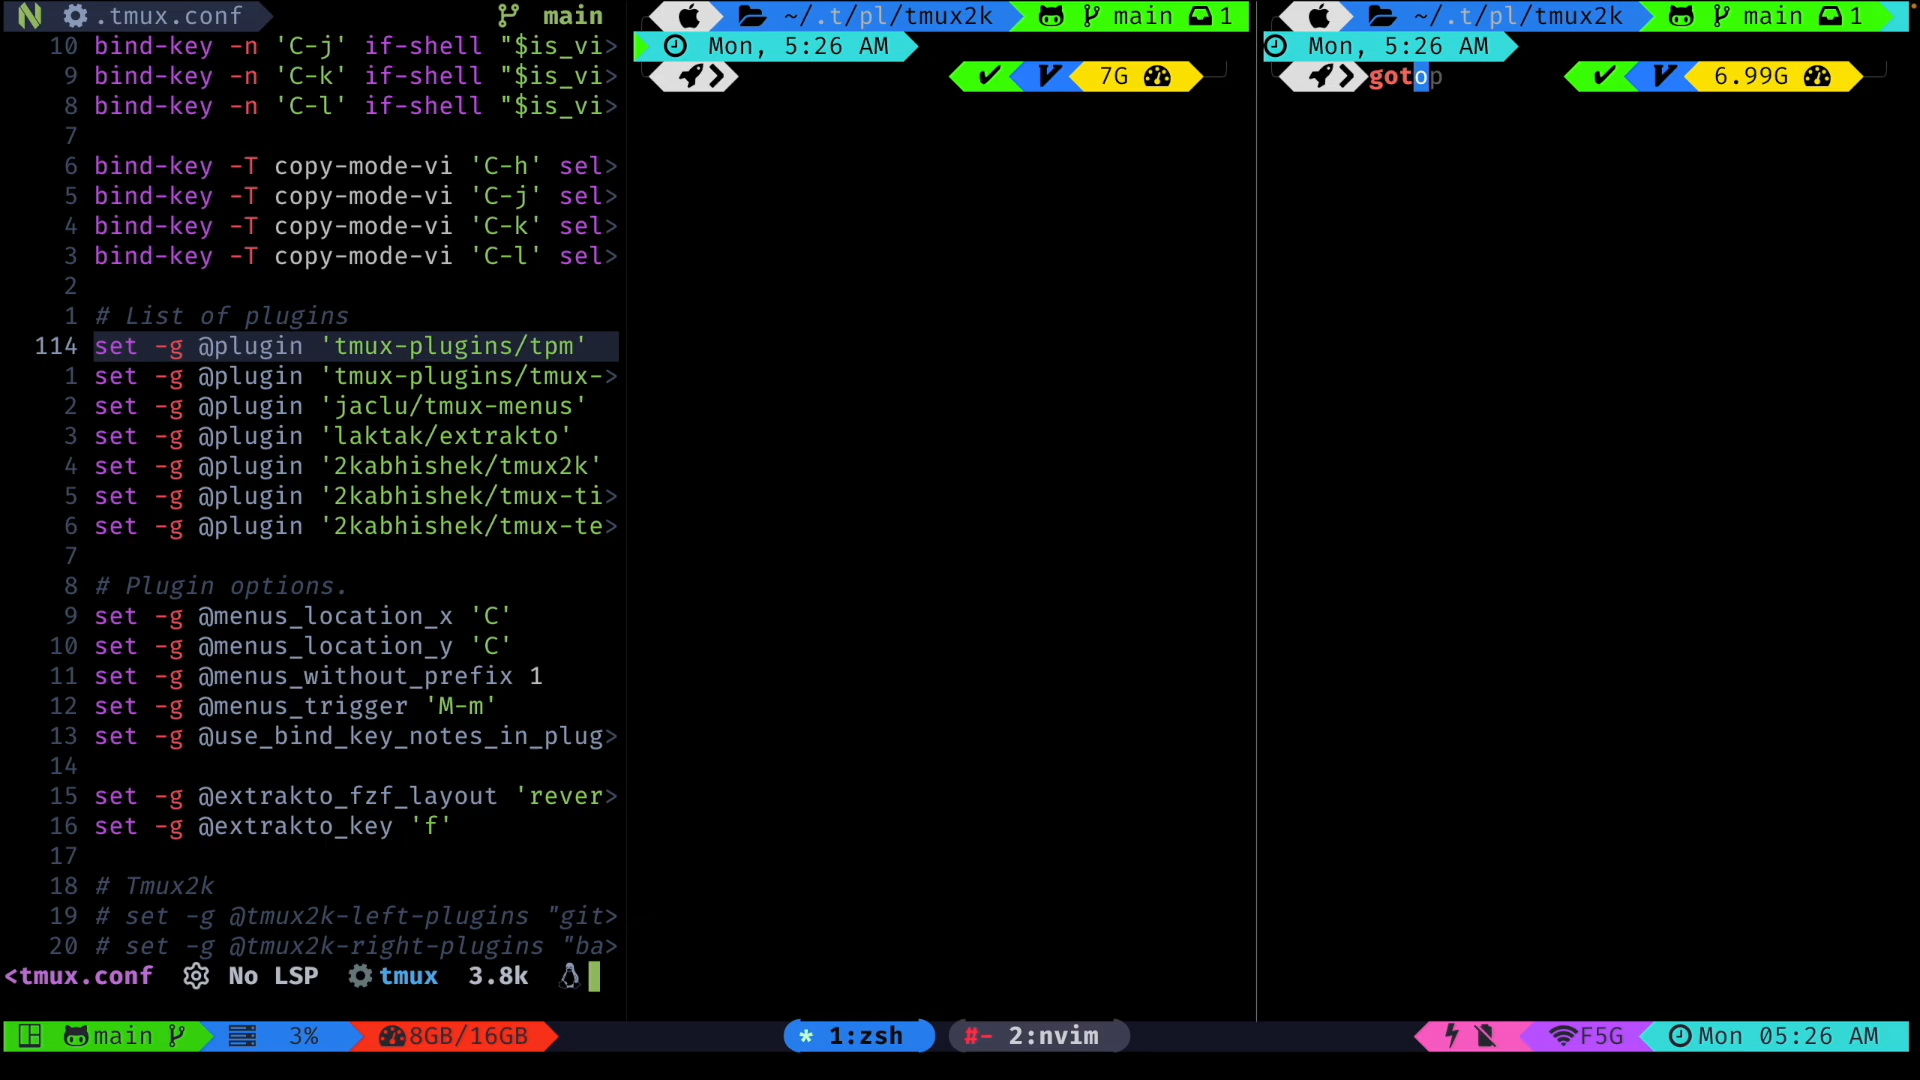 .tmux.conf main
10 bind-key -n 'C-j' if-shell "$is_vi>
9 bind-key -n 'C-k' if-shell "$is_vi>
8 bind-key -n 'C-l' if-shell "$is_vi>
7
6 bind-key -T copy-mode-vi 'C-h' sel>
5 bind-key -T copy-mode-vi 'C-j' sel>
4 bind-key -T copy-mode-vi 'C-k' sel>
3 bind-key -T copy-mode-vi 'C-l' sel>
2
1 # List of plugins
114 set -g @plugin 'tmux-plugins/tpm'
1 set -g @plugin 'tmux-plugins/tmux->
2 set -g @plugin 'jaclu/tmux-menus'
3 set -g @plugin 'laktak/extrakto'
4 set -g @plugin '2kabhishek/tmux2k'
5 set -g @plugin '2kabhishek/tmux-ti>
6 set -g @plugin '2kabhishek/tmux-te>
7
8 # Plugin options.
9 set -g @menus_location_x 'C'
10 set -g @menus_location_y 'C'
11 set -g @menus_without_prefix 1
12 set -g @menus_trigger 'M-m'
13 set -g @use_bind_key_notes_in_plug>
14
15 set -g @extrakto_fzf_layout 'rever>
16 set -g @extrakto_key 'f'
17
18 # Tmux2k
19 # set -g @tmux2k-left-plugins "git>
20 # set -g @tmux2k-right-plugins "ba>
<tmux.conf No LSP tmux 3.8k
~/.t/pl/tmux2k main 1
Mon, 5:26 AM
❯ ✔ V 7G
~/.t/pl/tmux2k main 1
Mon, 5:26 AM
❯ gotop ✔ V 6.99G
main 3% 8GB/16GB * 1:zsh #- 2:nvim F5G Mon 05:26 AM